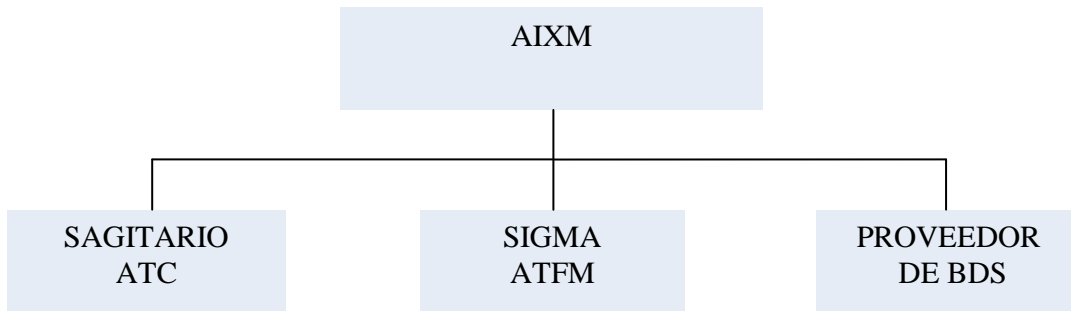 AIXM
SAGITARIO
ATC
SIGMA
ATFM
PROVEEDOR
DE BDS